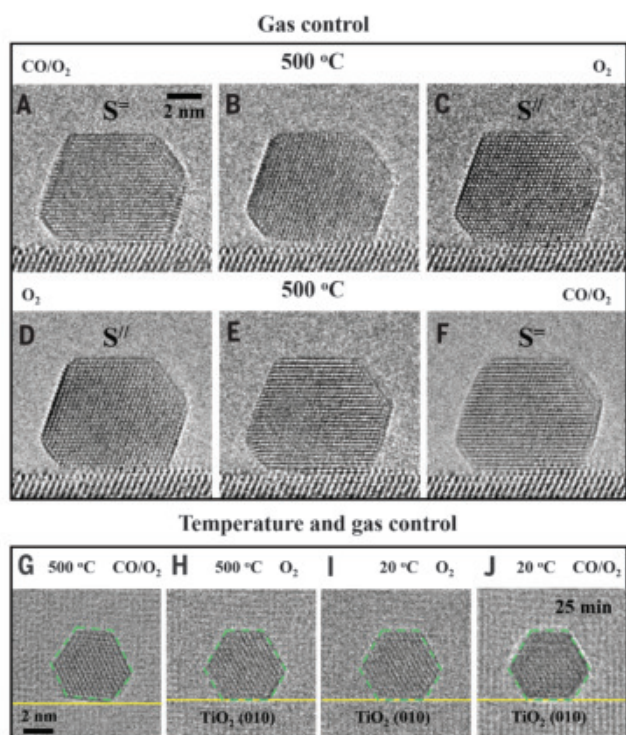 Gas control
CO/O₂ 500 °C O₂
A S⁼ 2 nm B C S^//
O₂ 500 °C CO/O₂
D S^// E F S⁼
Temperature and gas control
G 500 °C CO/O₂ H 500 °C O₂ I 20 °C O₂ J 20 °C CO/O₂
25 min
2 nm TiO₂ (010) TiO₂ (010) TiO₂ (010)